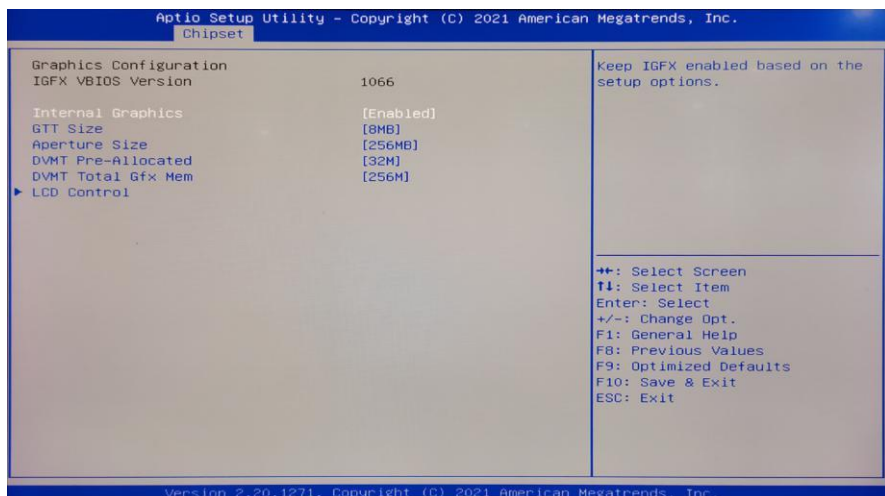 Aptio Setup Utility – Copyright (C) 2021 American Megatrends, Inc.
Chipset
Graphics Configuration
IGFX VBIOS Version 1066
Internal Graphics [Enabled]
GTT Size [8MB]
Aperture Size [256MB]
DVMT Pre-Allocated [32M]
DVMT Total Gfx Mem [256M]
► LCD Control
Keep IGFX enabled based on the
setup options.
→←: Select Screen
↑↓: Select Item
Enter: Select
+/-: Change Opt.
F1: General Help
F8: Previous Values
F9: Optimized Defaults
F10: Save & Exit
ESC: Exit
Version 2.20.1271. Copyright (C) 2021 American Megatrends, Inc.